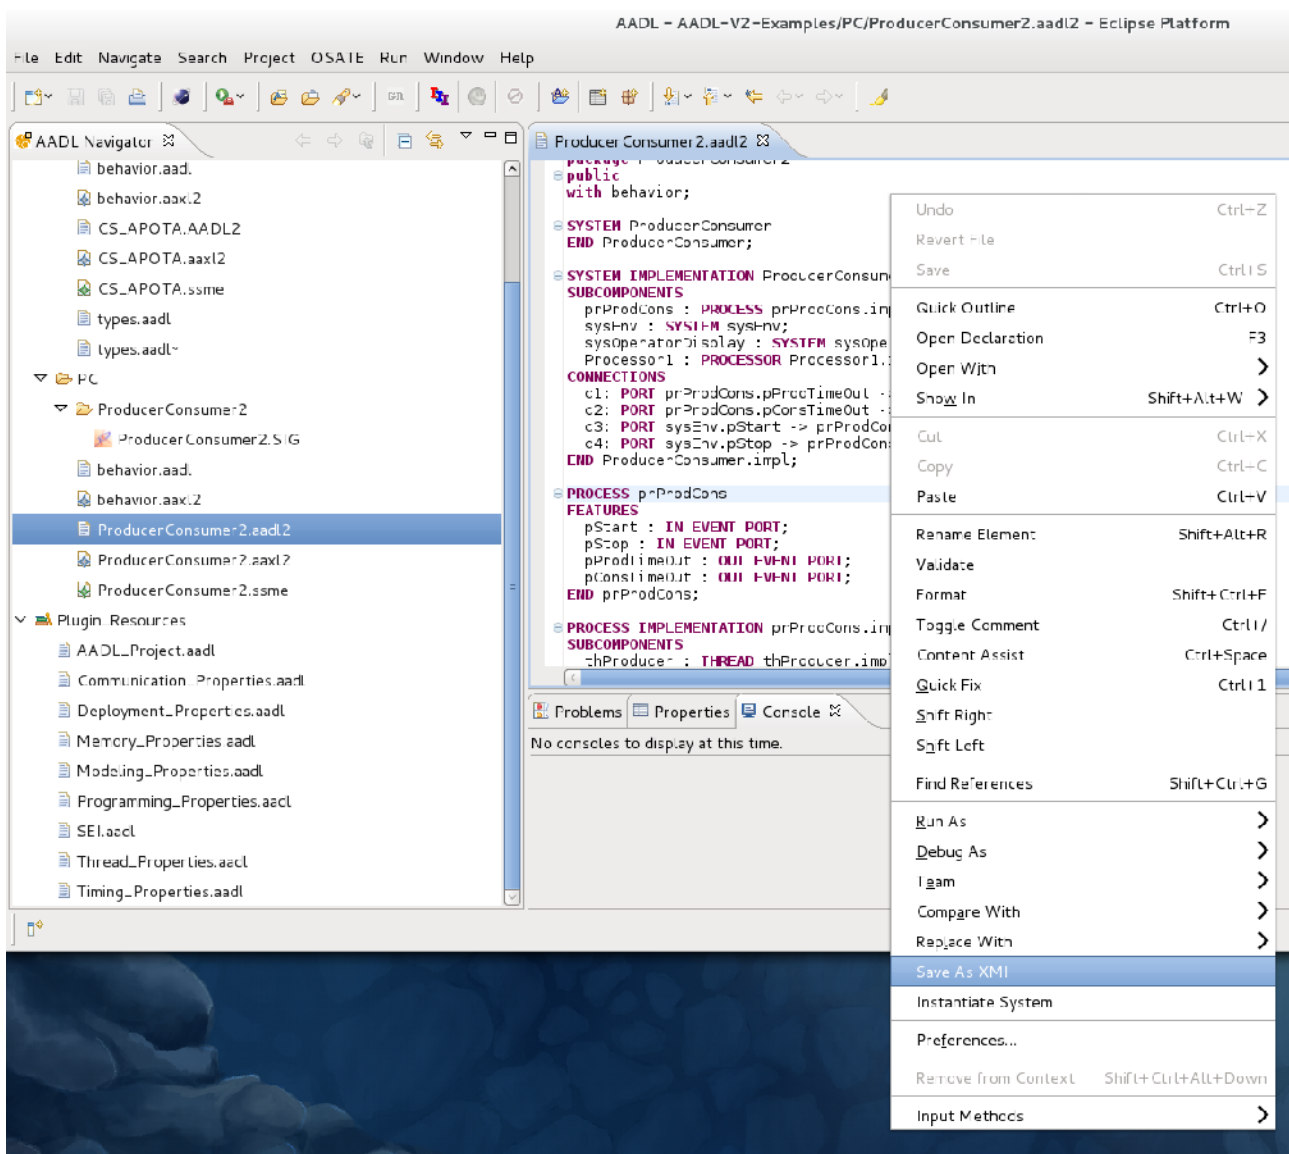 AADL - AADL-V2-Examples/PC/ProducerConsumer2.aadl2 - Eclipse Platform
File Edit Navigate Search Project OSATE Run Window Help
AADL Navigator
behavior.aadl
behavior.aaxl2
CS_APOTA.AADL2
CS_APOTA.aaxl2
CS_APOTA.ssme
types.aadl
types.aadl~
PC
ProducerConsumer2
ProducerConsumer2.SIG
behavior.aadl
behavior.aaxl2
ProducerConsumer2.aadl2
ProducerConsumer2.aaxl2
ProducerConsumer2.ssme
Plugin_Resources
AADL_Project.aadl
Communication_Properties.aadl
Deployment_Properties.aadl
Memory_Properties.aadl
Modeling_Properties.aadl
Programming_Properties.aadl
SEI.aadl
Thread_Properties.aadl
Timing_Properties.aadl
ProducerConsumer2.aadl2
package ProducerConsumer2
public
with behavior;
SYSTEM ProducerConsumer
END ProducerConsumer;
SYSTEM IMPLEMENTATION ProducerConsum
SUBCOMPONENTS
prProdCons : PROCESS prProdCons.imp
sysEnv : SYSTEM sysEnv;
sysOperatorDisplay : SYSTEM sysOpe
Processor1 : PROCESSOR Processor1.
CONNECTIONS
c1: PORT prProdCons.pProdTimeOut -
c2: PORT prProdCons.pConsTimeOut -
c3: PORT sysEnv.pStart -> prProdCo
c4: PORT sysEnv.pStop -> prProdCon
END ProducerConsumer.impl;
PROCESS prProdCons
FEATURES
pStart : IN EVENT PORT;
pStop : IN EVENT PORT;
pProdTimeOut : OUT EVENT PORT;
pConsTimeOut : OUT EVENT PORT;
END prProdCons;
PROCESS IMPLEMENTATION prProdCons.im
SUBCOMPONENTS
thProducer : THREAD thProducer.imp
Problems Properties Console
No consoles to display at this time.
Undo Ctrl+Z
Revert File
Save Ctrl+S
Quick Outline Ctrl+O
Open Declaration F3
Open With
Show In Shift+Alt+W
Cut Ctrl+X
Copy Ctrl+C
Paste Ctrl+V
Rename Element Shift+Alt+R
Validate
Format Shift+Ctrl+F
Toggle Comment Ctrl+/
Content Assist Ctrl+Space
Quick Fix Ctrl+1
Shift Right
Shift Left
Find References Shift+Ctrl+G
Run As
Debug As
Team
Compare With
Replace With
Save As XMI
Instantiate System
Preferences...
Remove from Context Shift+Ctrl+Alt+Down
Input Methods